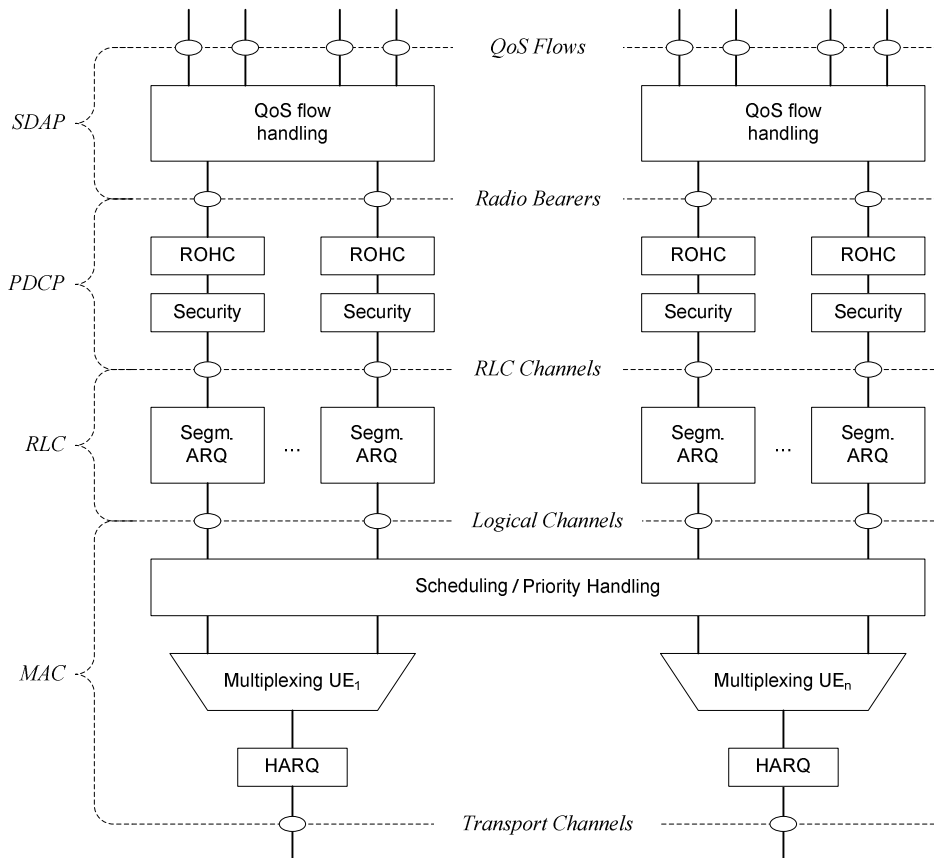 QoS Flows
SDAP
QoS flow
handling
QoS flow
handling
Radio Bearers
PDCP
ROHC
ROHC
ROHC
ROHC
Security
Security
Security
Security
RLC Channels
RLC
Segm.
ARQ
...
Segm.
ARQ
Segm.
ARQ
...
Segm.
ARQ
Logical Channels
Scheduling / Priority Handling
MAC
Multiplexing UE₁
Multiplexing UEₙ
HARQ
HARQ
Transport Channels